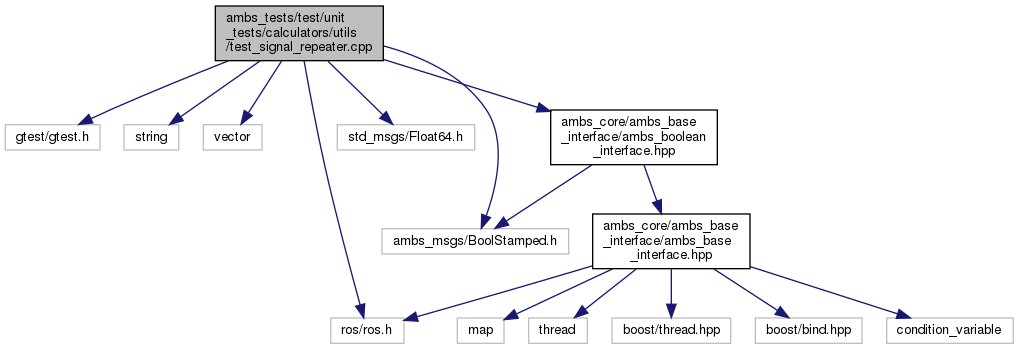 ambs_tests/test/unit
_tests/calculators/utils
/test_signal_repeater.cpp
gtest/gtest.h
string
vector
std_msgs/Float64.h
ambs_core/ambs_base
_interface/ambs_boolean
_interface.hpp
ambs_msgs/BoolStamped.h
ambs_core/ambs_base
_interface/ambs_base
_interface.hpp
ros/ros.h
map
thread
boost/thread.hpp
boost/bind.hpp
condition_variable